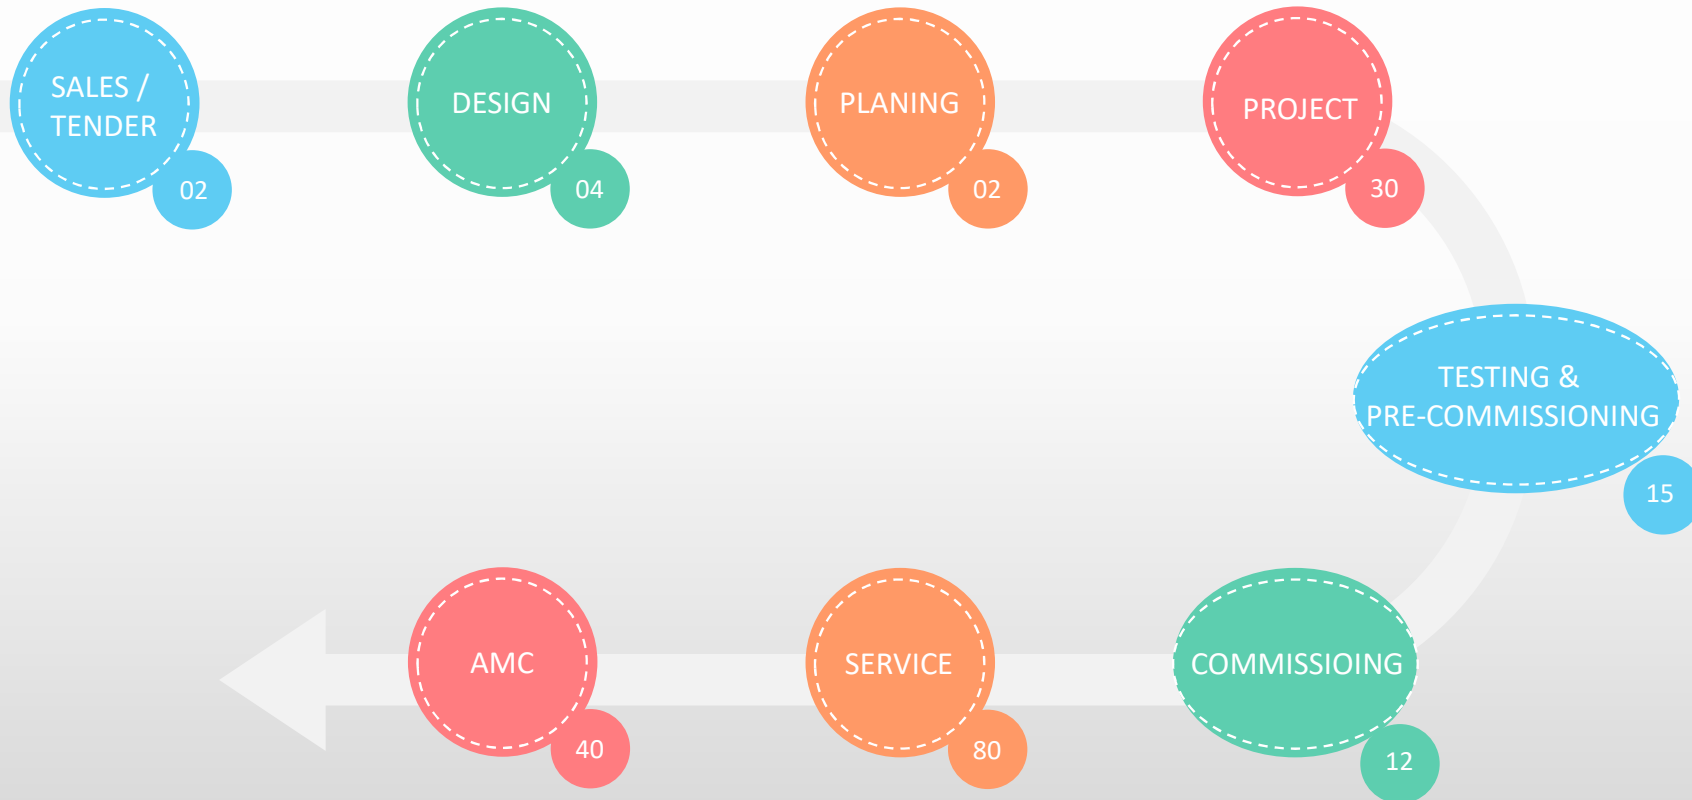 SALES /
TENDER
02
DESIGN
04
PLANING
02
PROJECT
30
TESTING &
PRE-COMMISSIONING
15
COMMISSIOING
12
SERVICE
80
AMC
40